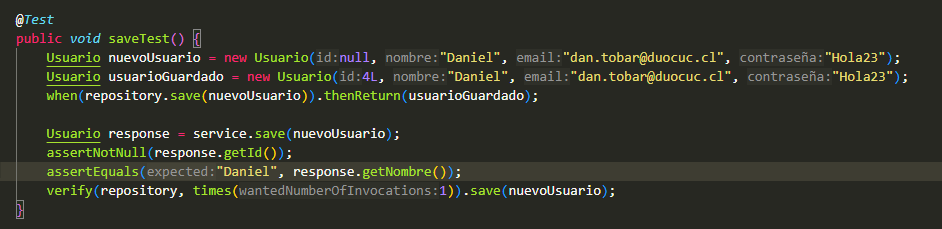 @Test
public void saveTest() {
Usuario nuevoUsuario = new Usuario(id:null, nombre:"Daniel", email:"dan.tobar@duocuc.cl", contraseña:"Hola23");
Usuario usuarioGuardado = new Usuario(id:4L, nombre:"Daniel", email:"dan.tobar@duocuc.cl", contraseña:"Hola23");
when(repository.save(nuevoUsuario)).thenReturn(usuarioGuardado);
Usuario response = service.save(nuevoUsuario);
assertNotNull(response.getId());
assertEquals(expected:"Daniel", response.getNombre());
verify(repository, times(wantedNumberOfInvocations:1)).save(nuevoUsuario);
}